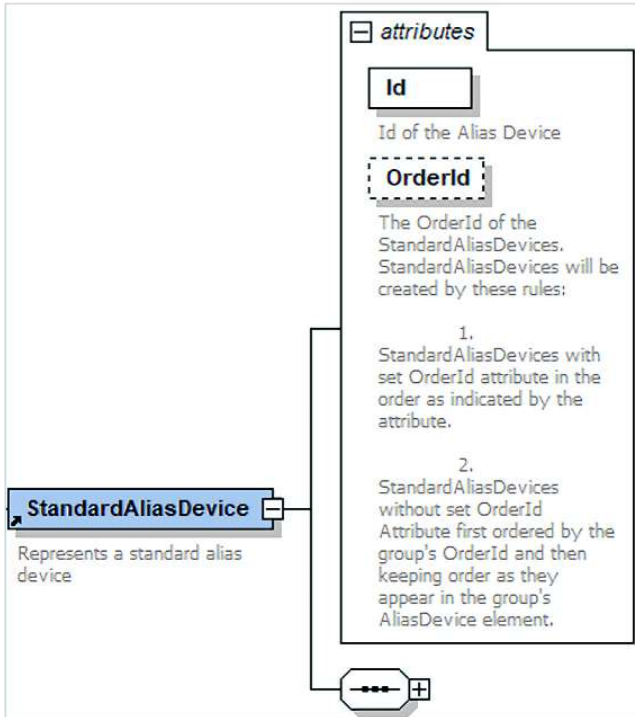 attributes
Id
Id of the Alias Device
OrderId
The OrderId of the
StandardAliasDevices.
StandardAliasDevices will be
created by these rules:
1.
StandardAliasDevices with
set OrderId attribute in the
order as indicated by the
attribute.
2.
StandardAliasDevices
without set OrderId
Attribute first ordered by the
group's OrderId and then
keeping order as they
appear in the group's
AliasDevice element.
StandardAliasDevice
Represents a standard alias
device